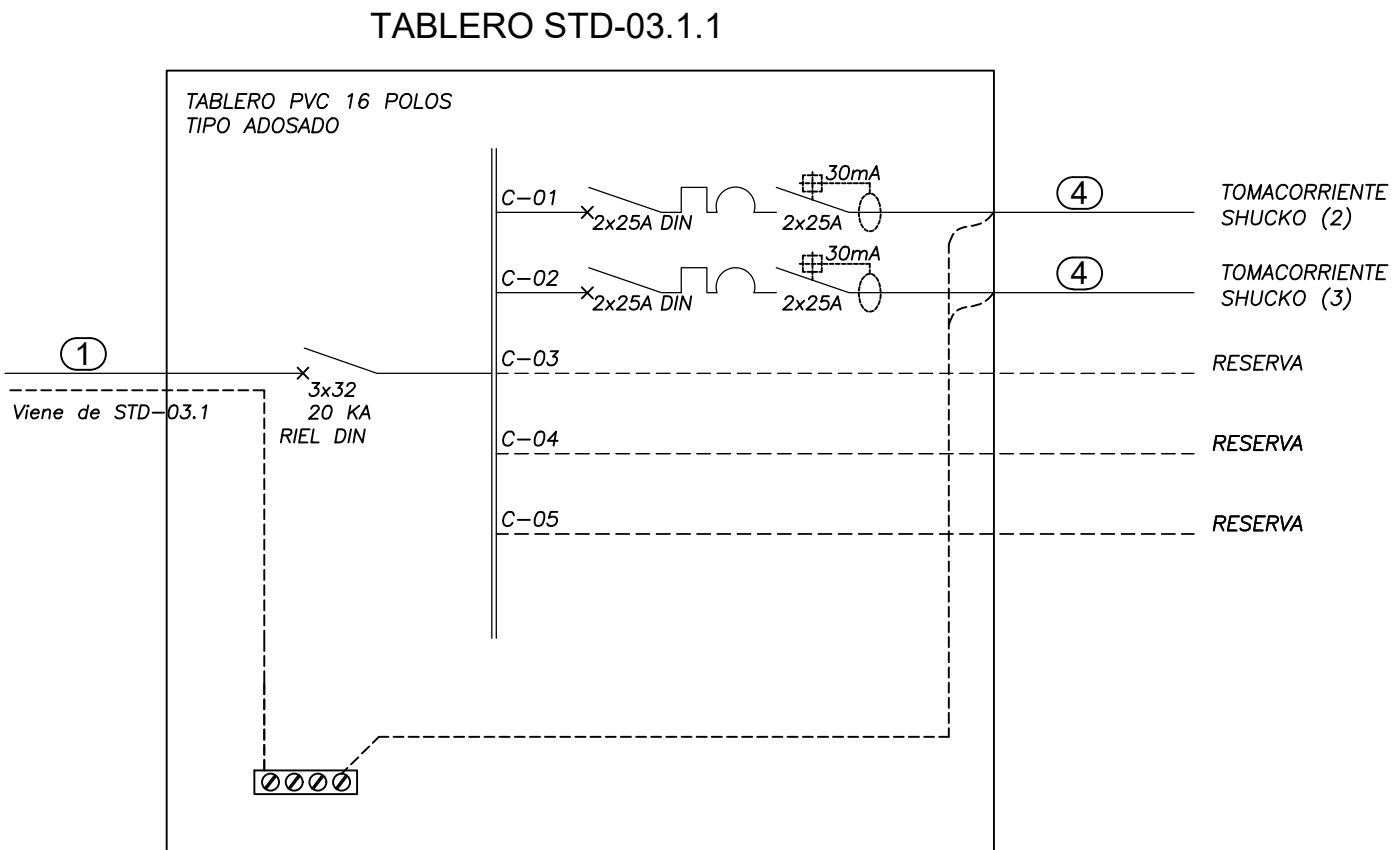 TABLERO STD-03.1.1
TABLERO PVC 16 POLOS
TIPO ADOSADO
C-01
2x25A DIN
30mA
2x25A
4
TOMACORRIENTE
SHUCKO (2)
C-02
2x25A DIN
30mA
2x25A
4
TOMACORRIENTE
SHUCKO (3)
1
Viene de STD-03.1
3x32
20 KA
RIEL DIN
C-03
RESERVA
C-04
RESERVA
C-05
RESERVA